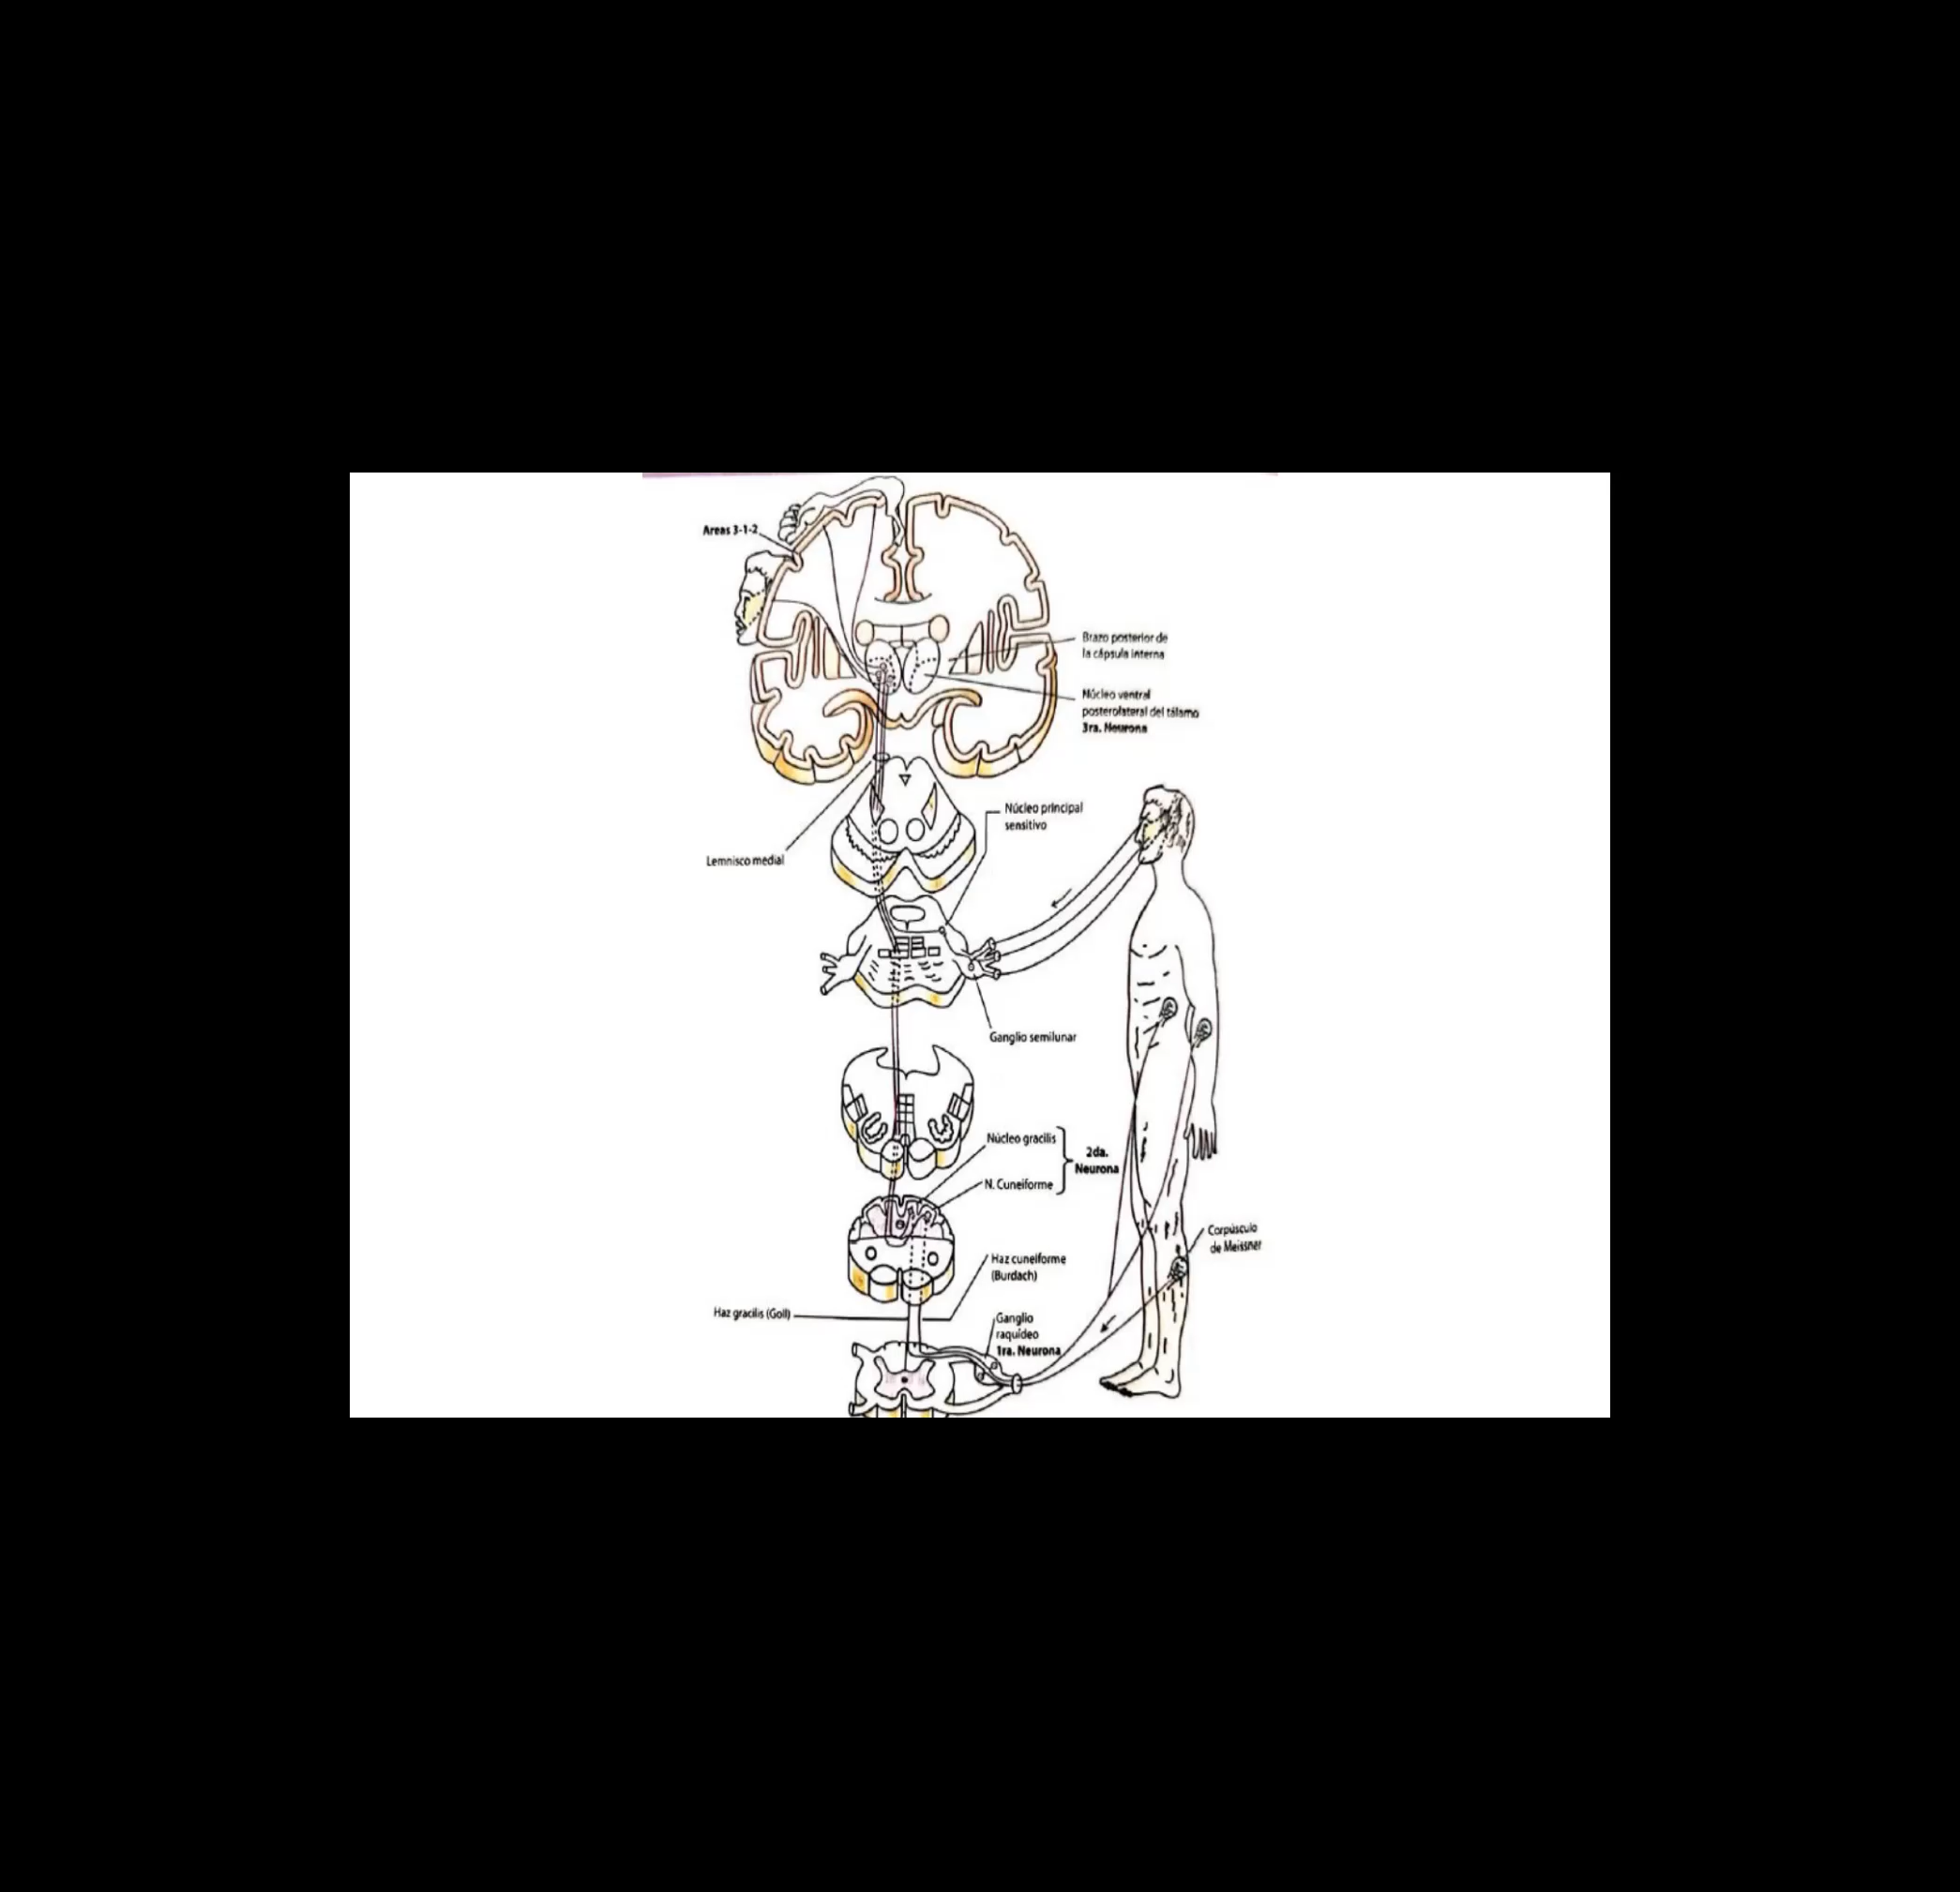 Areas 3-1-2
Brazo posterior de
la cápsula interna
Núcleo ventral
posterolateral del tálamo
3ra. Neurona
Núcleo principal
sensitivo
Lemnisco medial
Ganglio semilunar
Núcleo gracilis
2da.
Neurona
N. Cuneiforme
Corpúsculo
de Meissner
Haz cuneiforme
(Burdach)
Haz gracilis (Goll)
Ganglio
raquídeo
1ra. Neurona